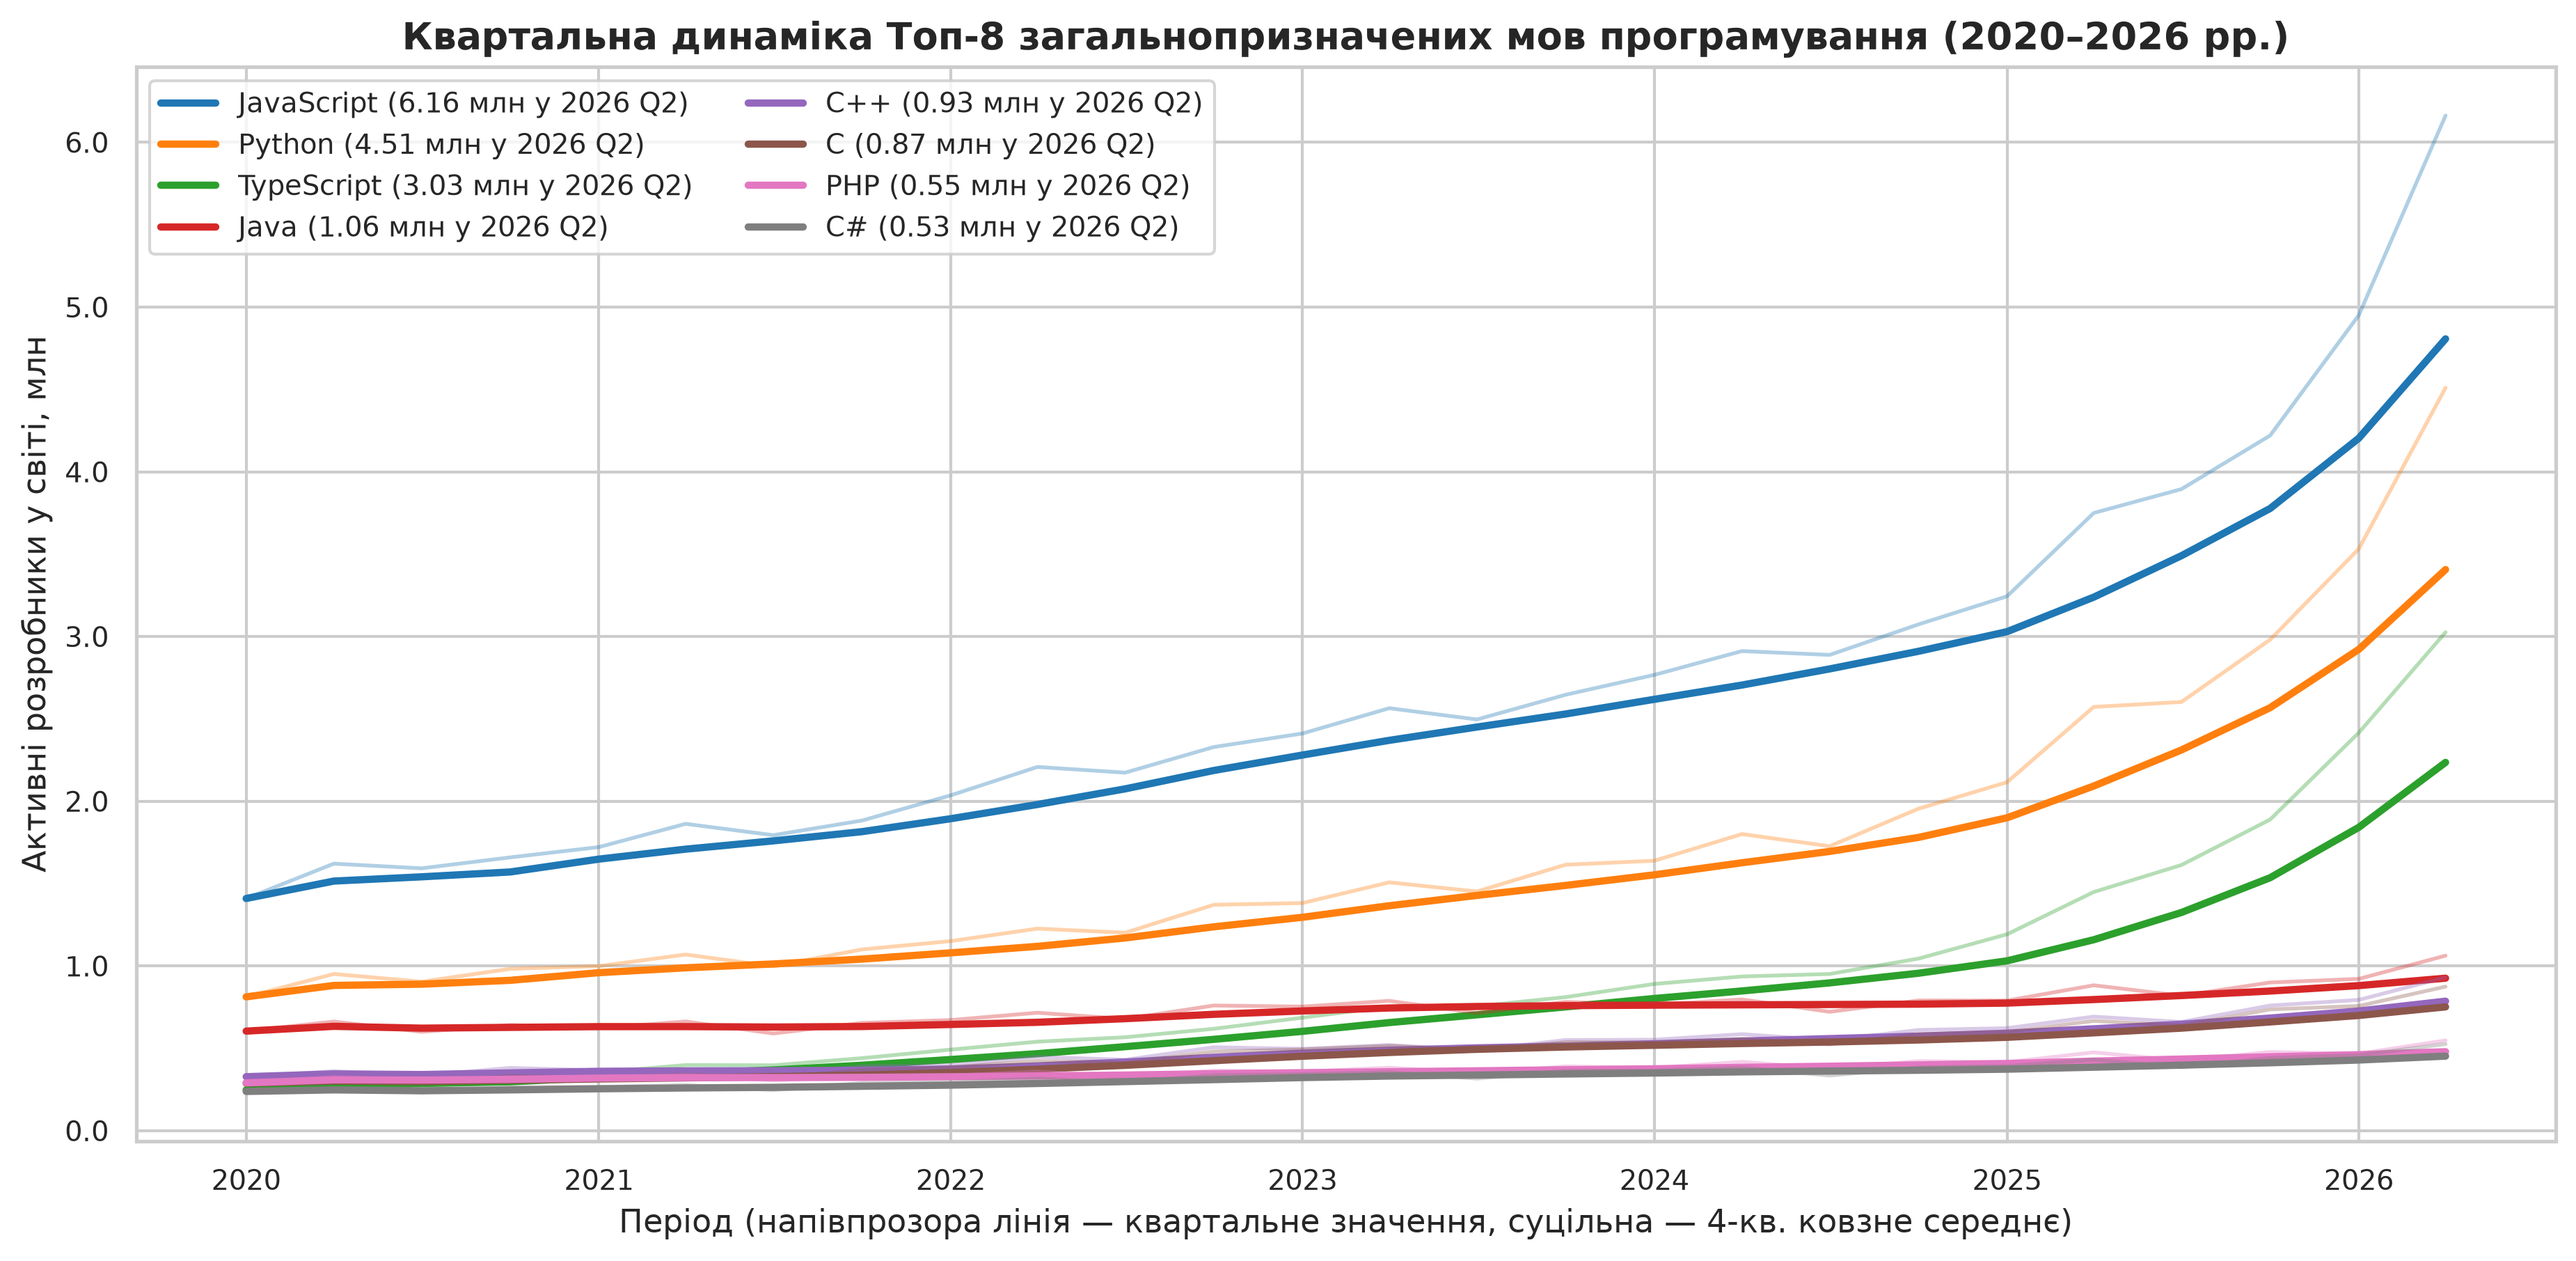 Квартальна динаміка Топ-8 загальнопризначених мов програмування (2020–2026 рр.)
JavaScript (6.16 млн у 2026 Q2)
Python (4.51 млн у 2026 Q2)
TypeScript (3.03 млн у 2026 Q2)
Java (1.06 млн у 2026 Q2)
C++ (0.93 млн у 2026 Q2)
C (0.87 млн у 2026 Q2)
PHP (0.55 млн у 2026 Q2)
C# (0.53 млн у 2026 Q2)
Активні розробники у світі, млн
6.0
5.0
4.0
3.0
2.0
1.0
0.0
2020
2021
2022
2023
2024
2025
2026
Період (напівпрозора лінія — квартальне значення, суцільна — 4-кв. ковзне середнє)